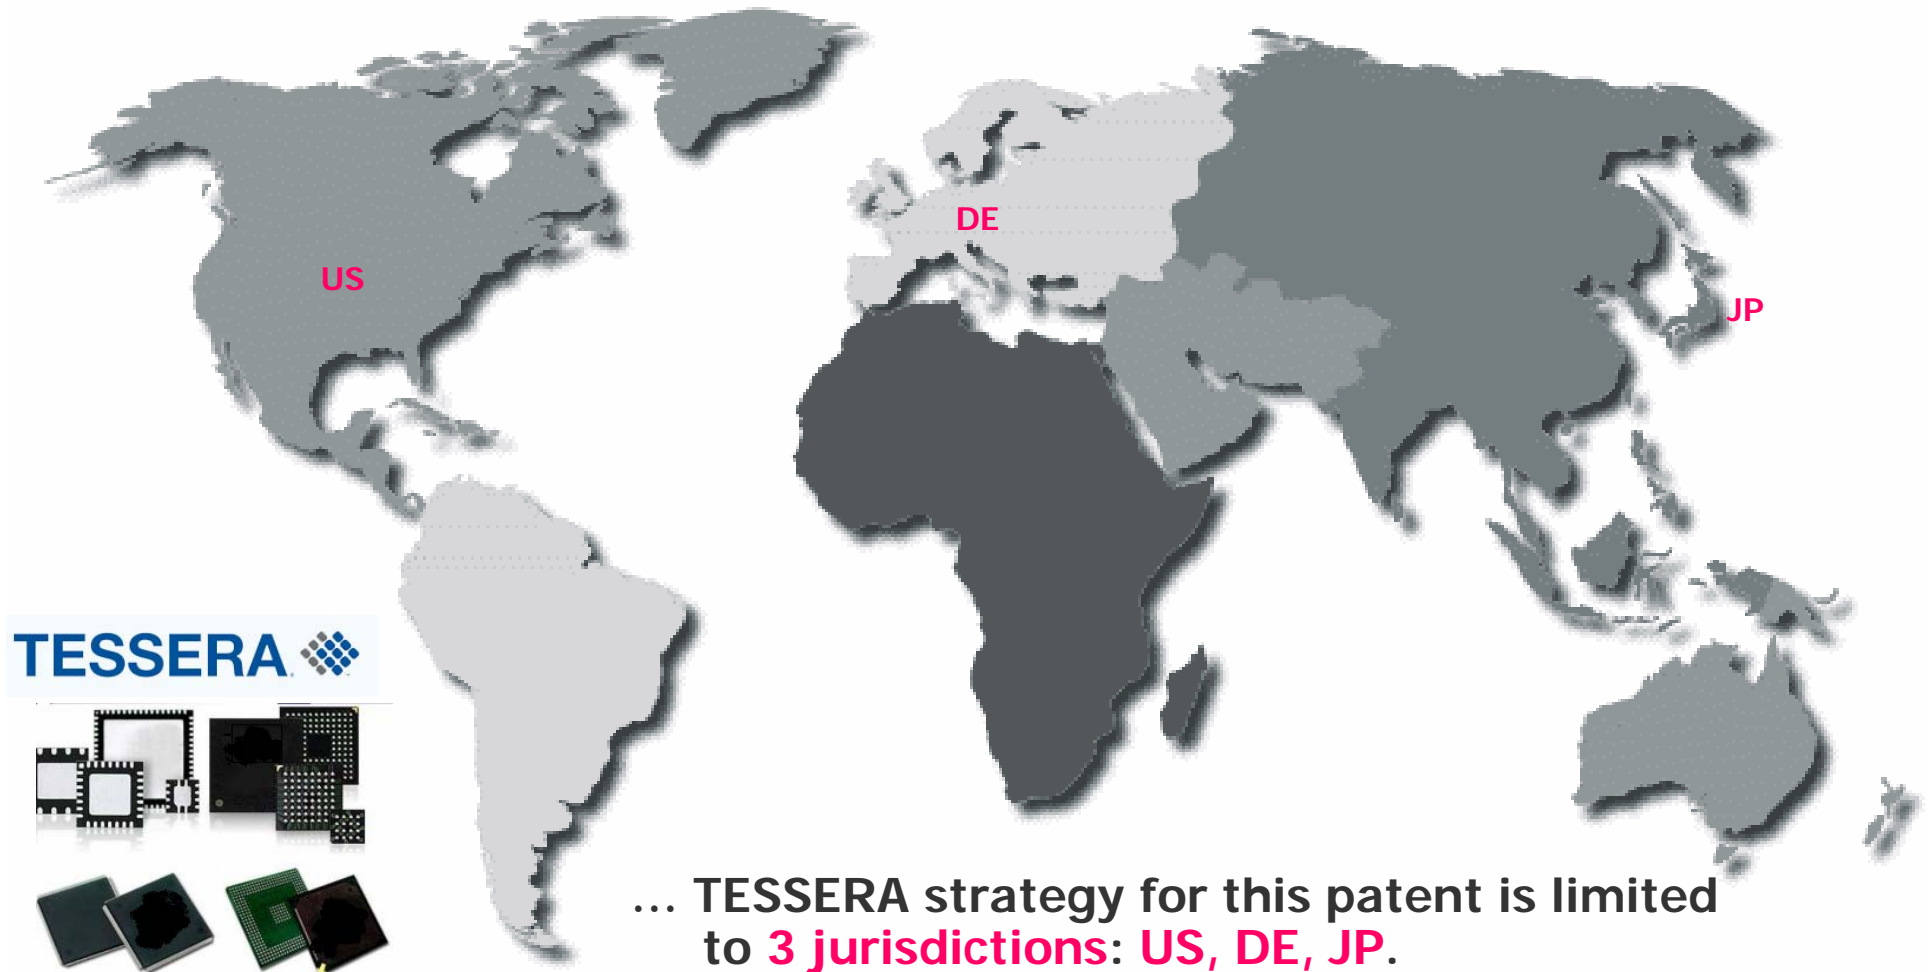 US
DE
JP
TESSERA
... TESSERA strategy for this patent is limited
to 3 jurisdictions: US, DE, JP.